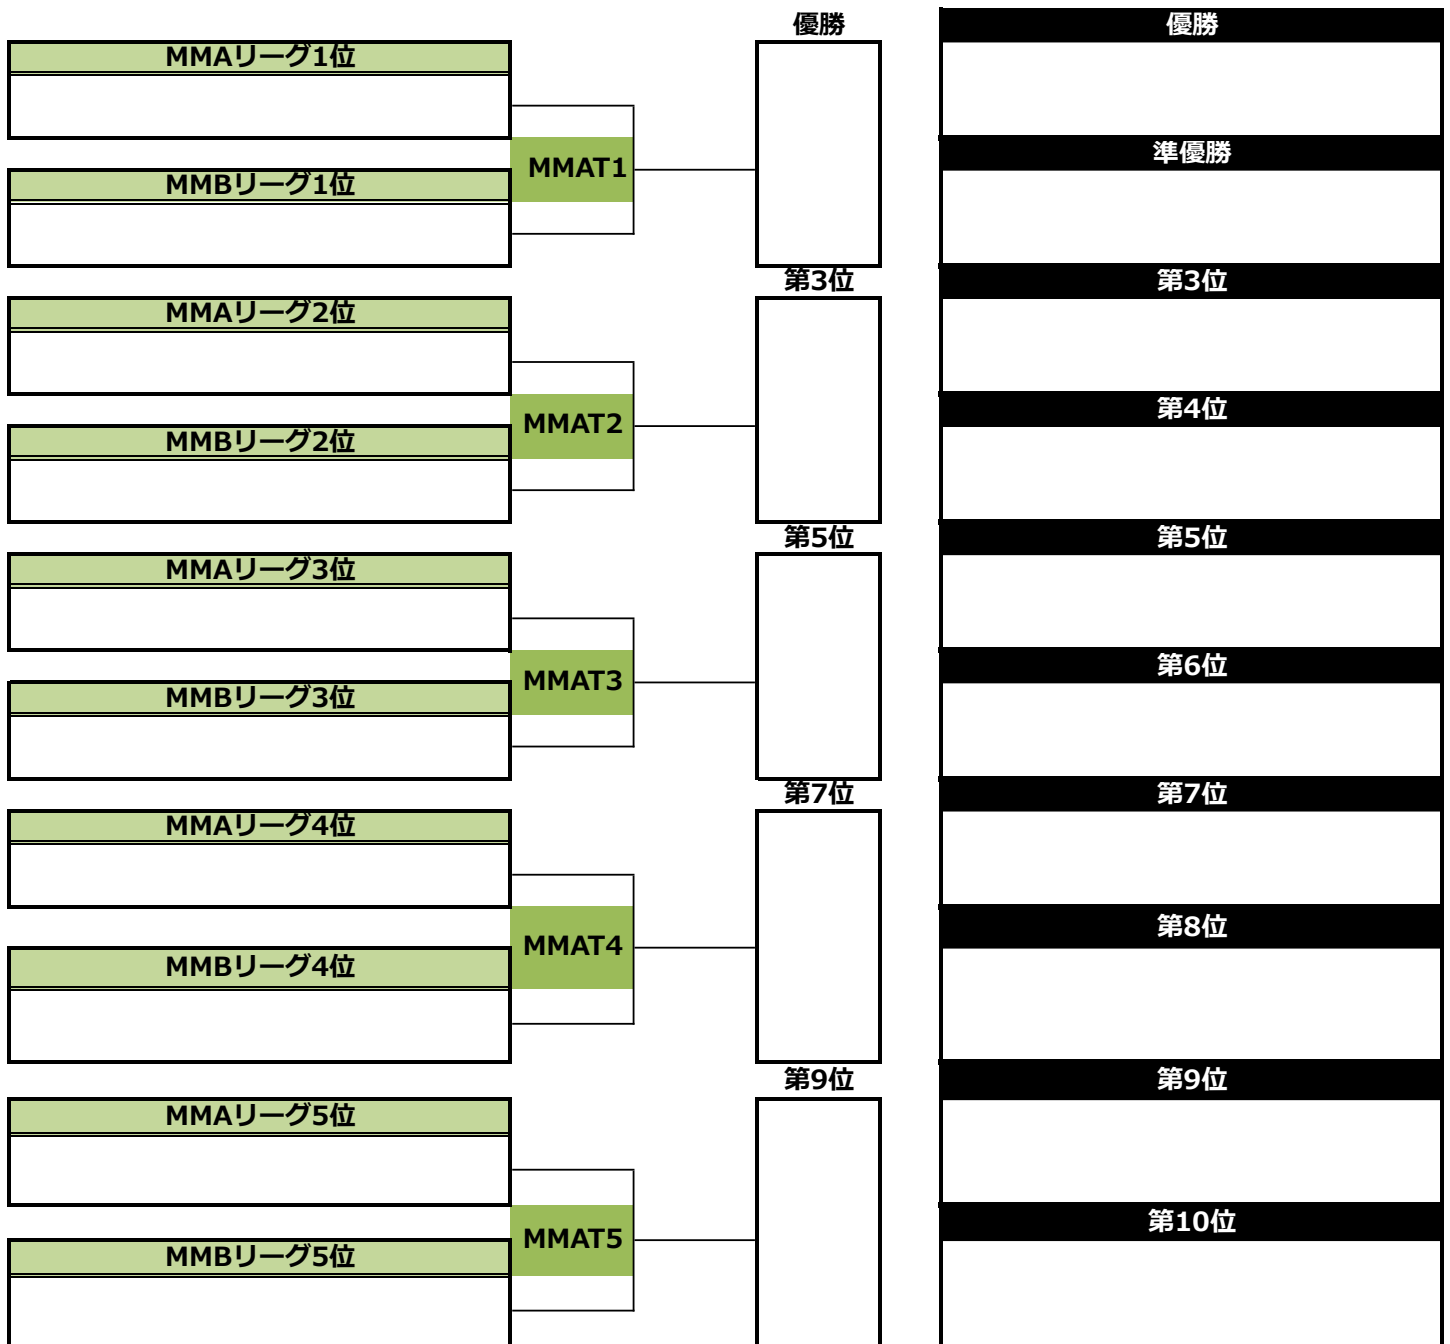 優勝
MMAリーグ1位
MMAT1
MMBリーグ1位
第3位
MMAリーグ2位
MMAT2
MMBリーグ2位
第5位
MMAリーグ3位
MMAT3
MMBリーグ3位
第7位
MMAリーグ4位
MMAT4
MMBリーグ4位
第9位
MMAリーグ5位
MMAT5
MMBリーグ5位
優勝
準優勝
第3位
第4位
第5位
第6位
第7位
第8位
第9位
第10位